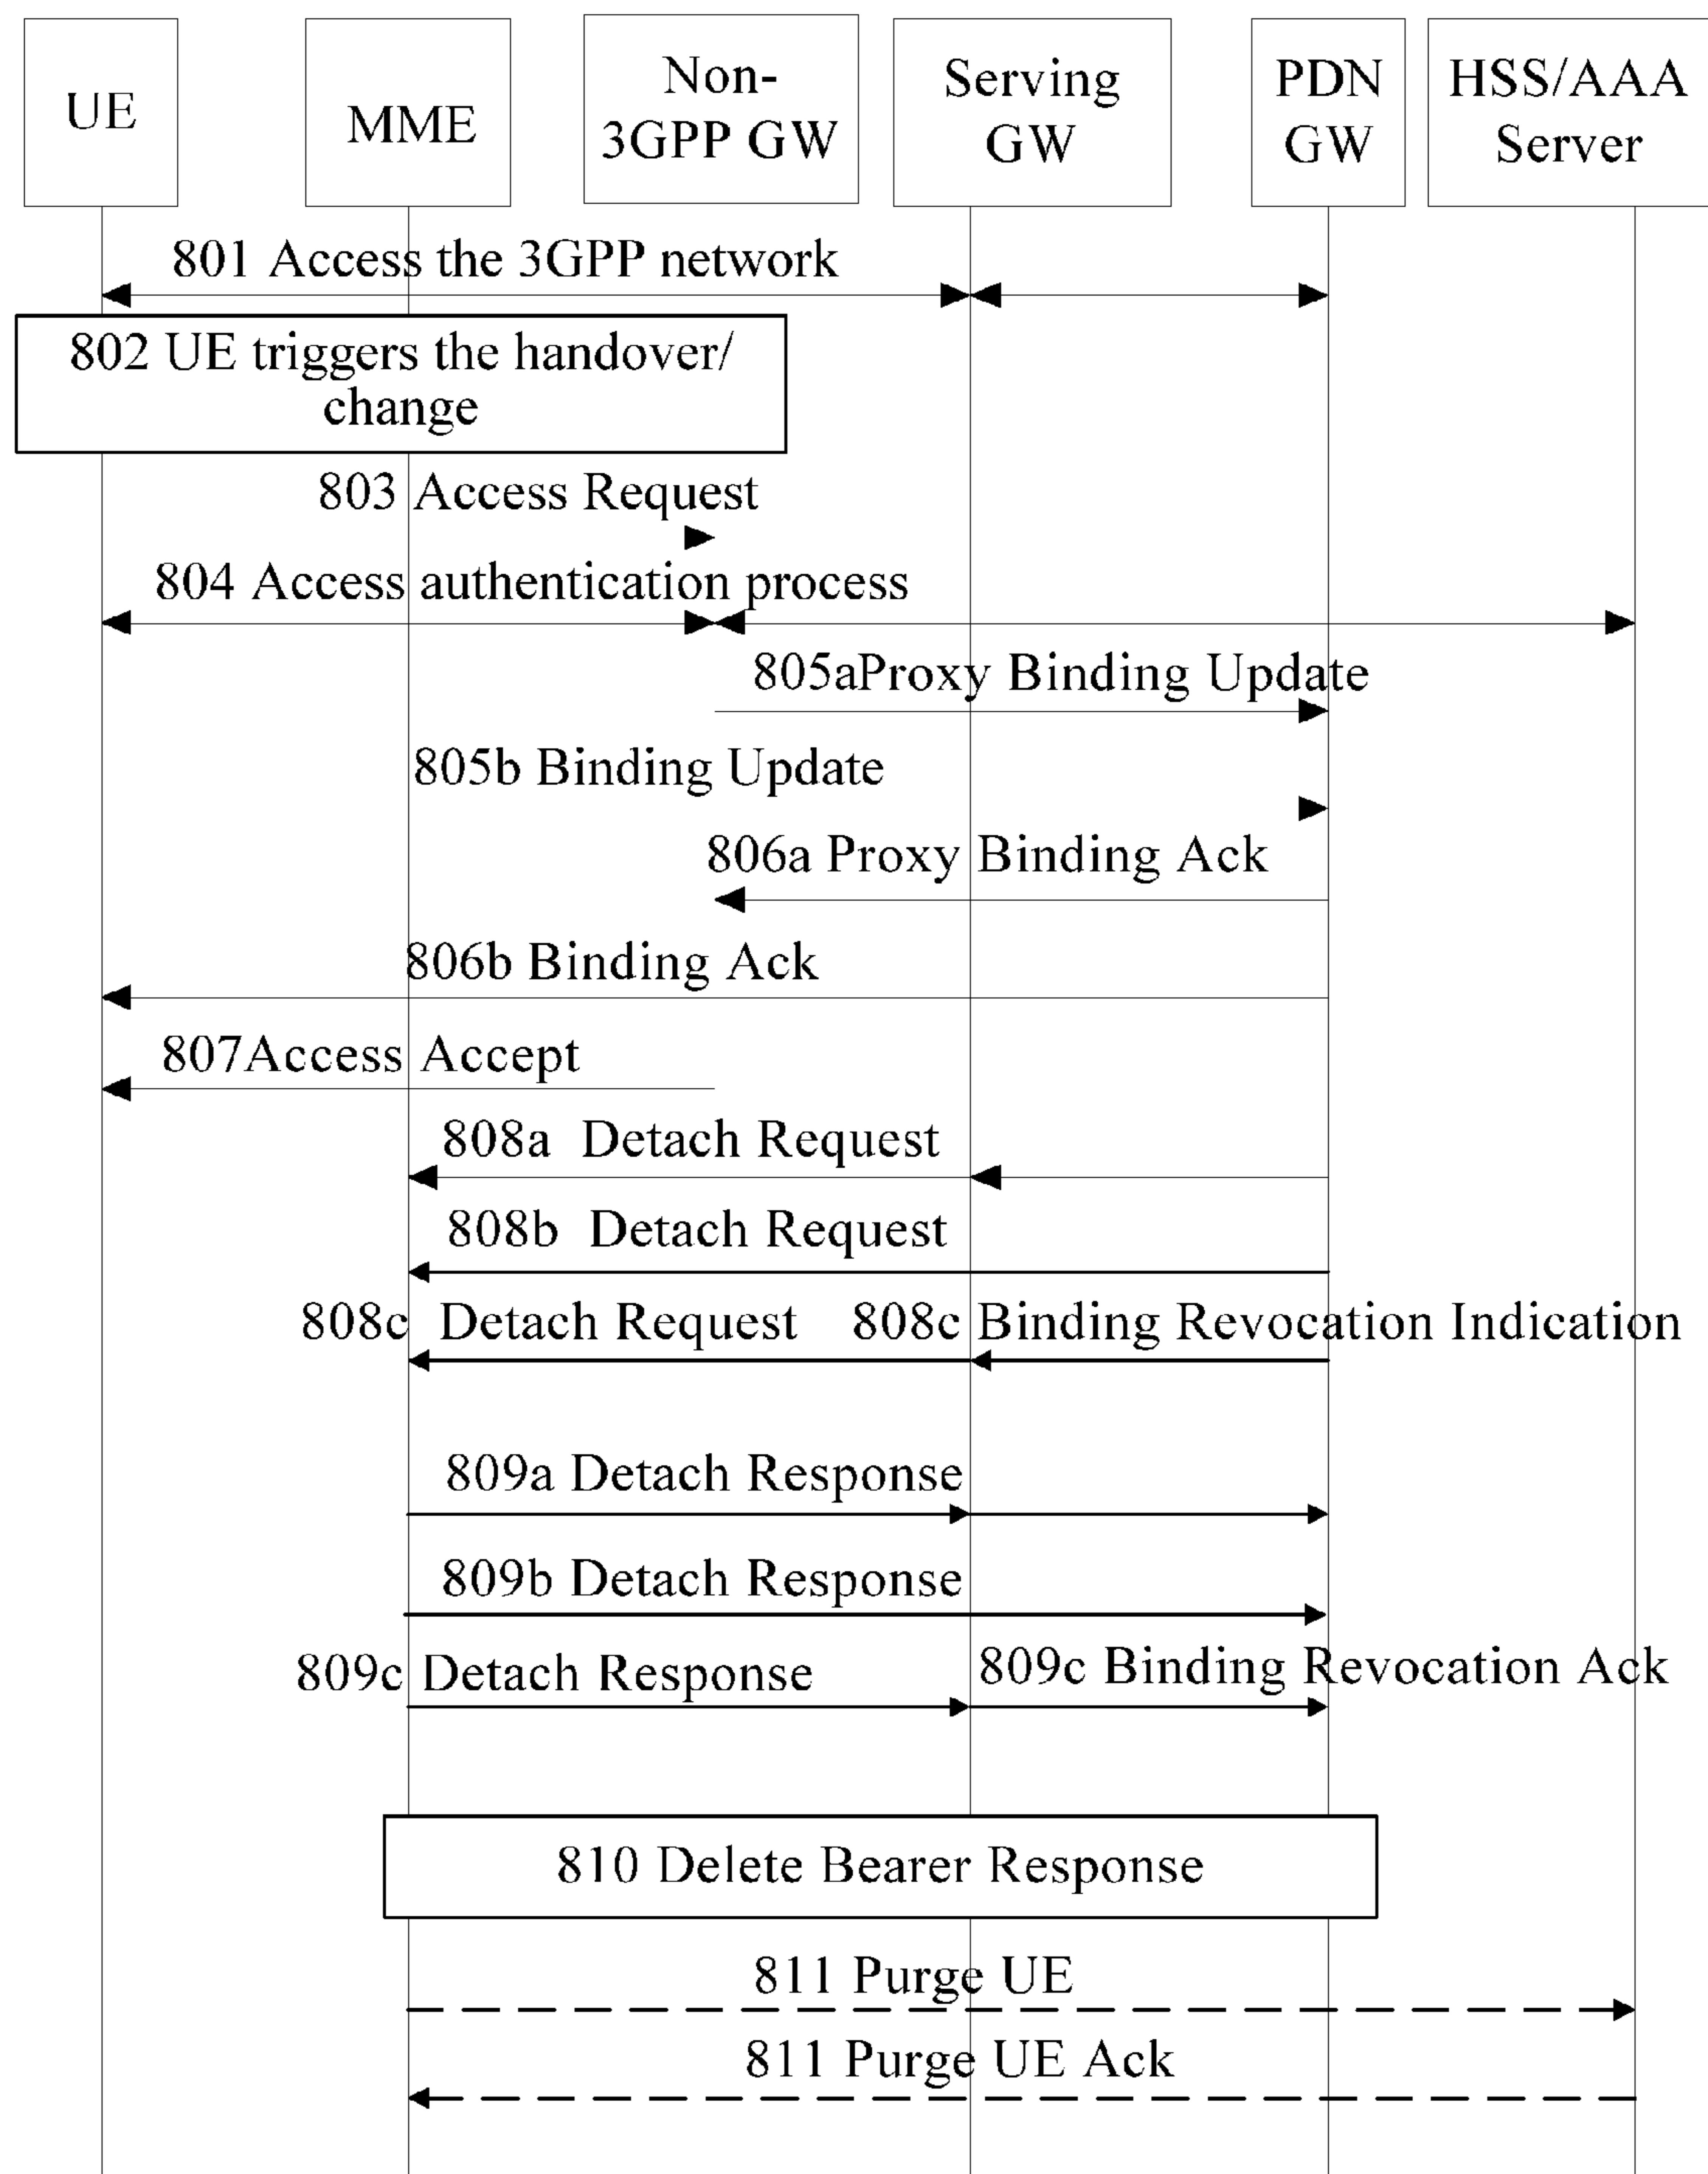 UE
MME
Non-
3GPP GW
Serving
GW
PDN
GW
HSS/AAA
Server
801 Access the 3GPP network
802 UE triggers the handover/
change
803 Access Request
804 Access authentication process
805aProxy Binding Update
805b Binding Update
806a Proxy Binding Ack
806b Binding Ack
807Access Accept
808a Detach Request
808b Detach Request
808c Detach Request
808c Binding Revocation Indication
809a Detach Response
809b Detach Response
809c Detach Response
809c Binding Revocation Ack
810 Delete Bearer Response
811 Purge UE
811 Purge UE Ack